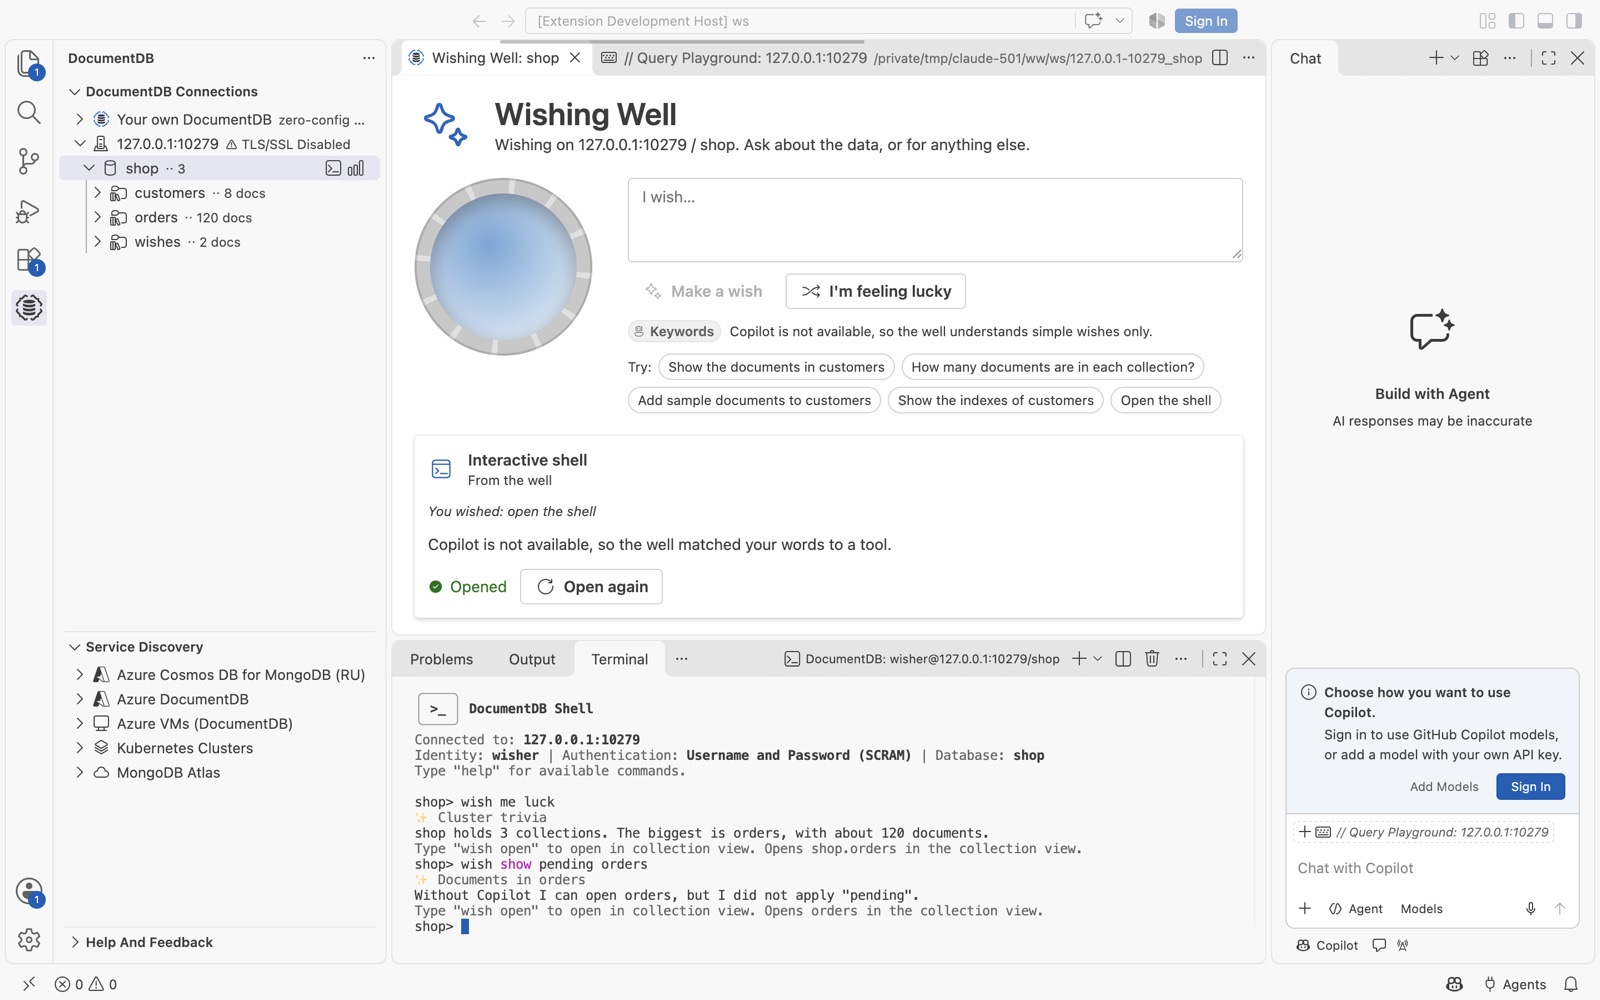 [Extension Development Host] ws
Sign In
1
1
1
DocumentDB
DocumentDB Connections
Your own DocumentDB zero-config ...
127.0.0.1:10279 TLS/SSL Disabled
shop ·· 3
customers ·· 8 docs
orders ·· 120 docs
wishes ·· 2 docs
Service Discovery
Azure Cosmos DB for MongoDB (RU)
Azure DocumentDB
Azure VMs (DocumentDB)
Kubernetes Clusters
MongoDB Atlas
Help And Feedback
Wishing Well: shop
// Query Playground: 127.0.0.1:10279 /private/tmp/claude-501/ww/ws/127.0.0.1-10279_shop
Wishing Well
Wishing on 127.0.0.1:10279 / shop. Ask about the data, or for anything else.
I wish...
Make a wish
I'm feeling lucky
Keywords Copilot is not available, so the well understands simple wishes only.
Try: Show the documents in customers How many documents are in each collection?
Add sample documents to customers Show the indexes of customers Open the shell
Interactive shell
From the well
You wished: open the shell
Copilot is not available, so the well matched your words to a tool.
Opened Open again
Problems Output Terminal ··· DocumentDB: wisher@127.0.0.1:10279/shop
>_ DocumentDB Shell
Connected to: 127.0.0.1:10279
Identity: wisher | Authentication: Username and Password (SCRAM) | Database: shop
Type "help" for available commands.
shop> wish me luck
✨ Cluster trivia
shop holds 3 collections. The biggest is orders, with about 120 documents.
Type "wish open" to open in collection view. Opens shop.orders in the collection view.
shop> wish show pending orders
✨ Documents in orders
Without Copilot I can open orders, but I did not apply "pending".
Type "wish open" to open in collection view. Opens orders in the collection view.
shop>
Chat
Build with Agent
AI responses may be inaccurate
Choose how you want to use
Copilot.
Sign in to use GitHub Copilot models,
or add a model with your own API key.
Add Models Sign In
// Query Playground: 127.0.0.1:10279
Chat with Copilot
Agent Models
Copilot
0 0
Agents